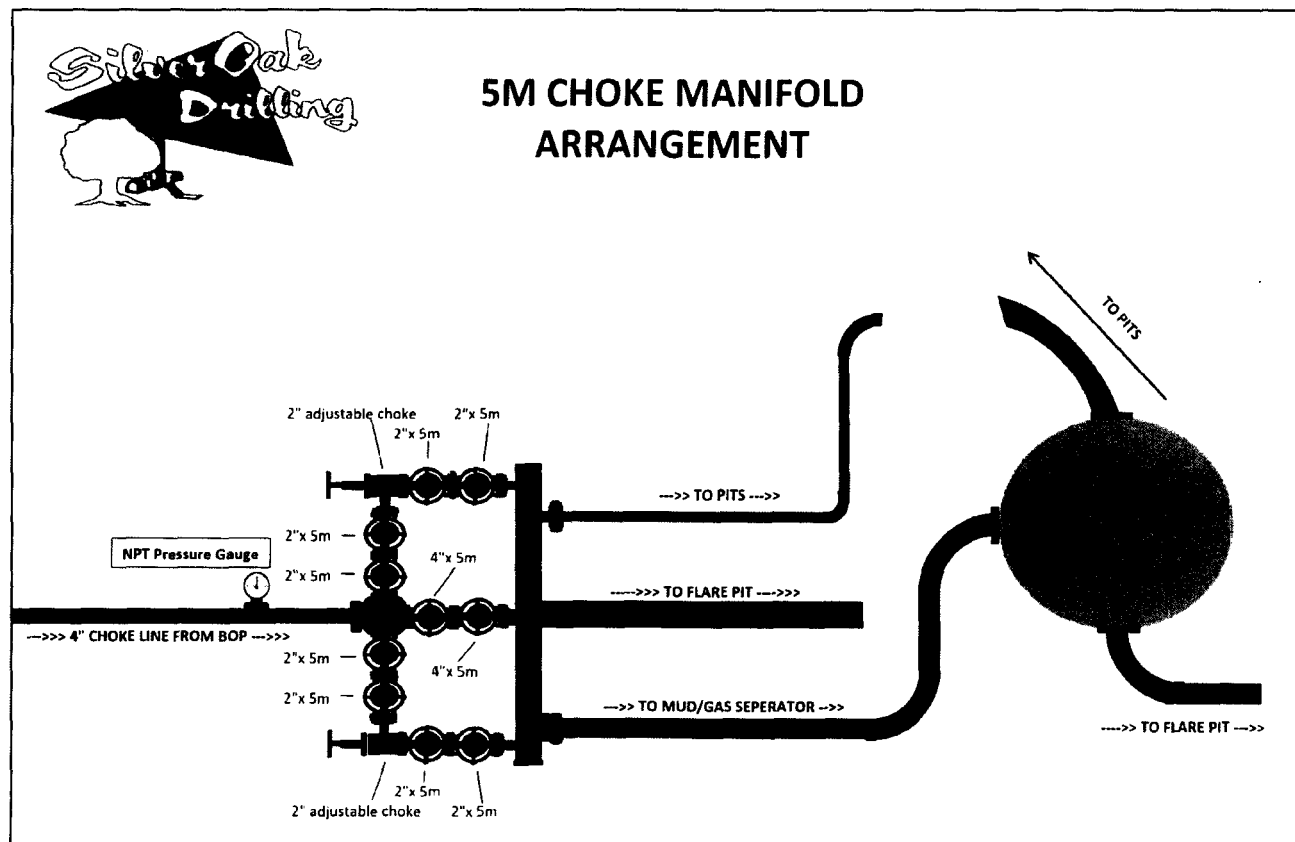 Silver Oak
Drilling
5M CHOKE MANIFOLD
ARRANGEMENT
TO PITS
2" adjustable choke
2"x 5m
2"x 5m
--->> TO PITS --->>
2"x 5m
NPT Pressure Gauge
2"x 5m
4"x 5m
----->>> TO FLARE PIT ---->>>
--->>> 4" CHOKE LINE FROM BOP --->>>
2"x 5m
4"x 5m
2"x 5m
--->> TO MUD/GAS SEPERATOR -->>
---->> TO FLARE PIT --->>
2"x 5m
2" adjustable choke
2"x 5m